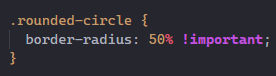 .rounded-circle {
  border-radius: 50% !important;
}